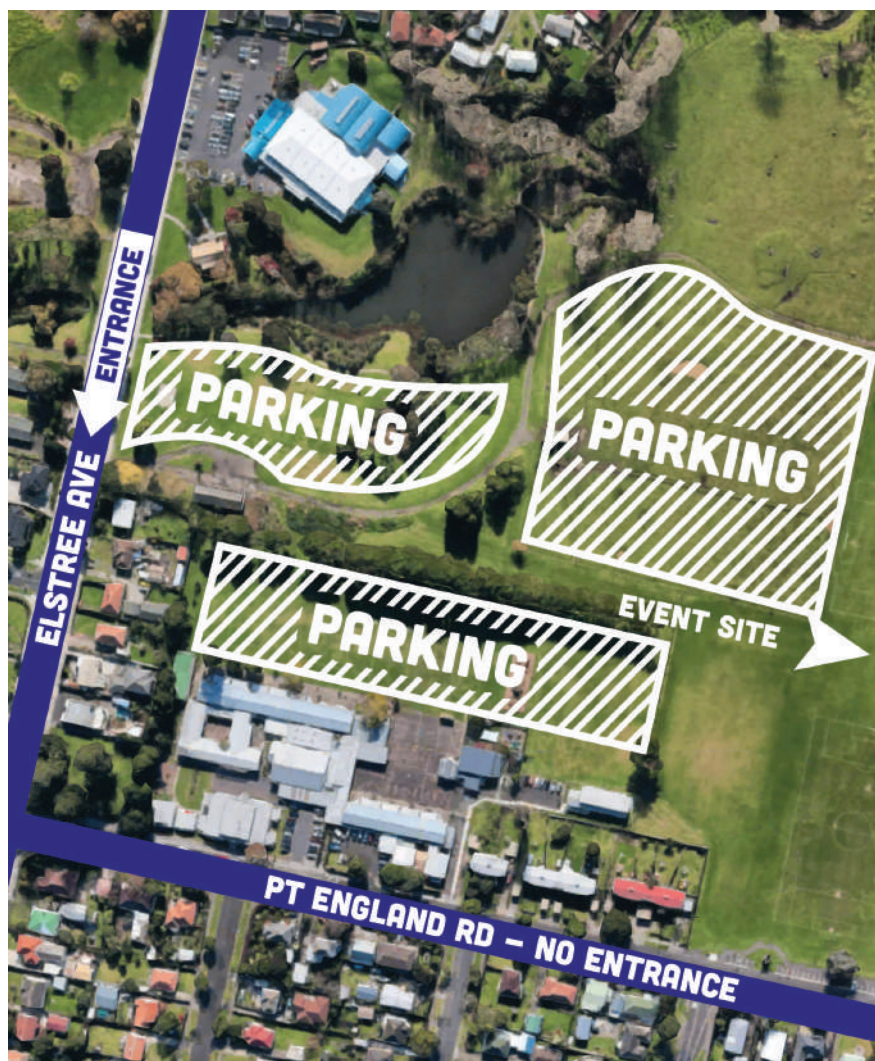 ENTRANCE
PARKING
PARKING
ELSTREE AVE
EVENT SITE
PARKING
PT ENGLAND RD – NO ENTRANCE